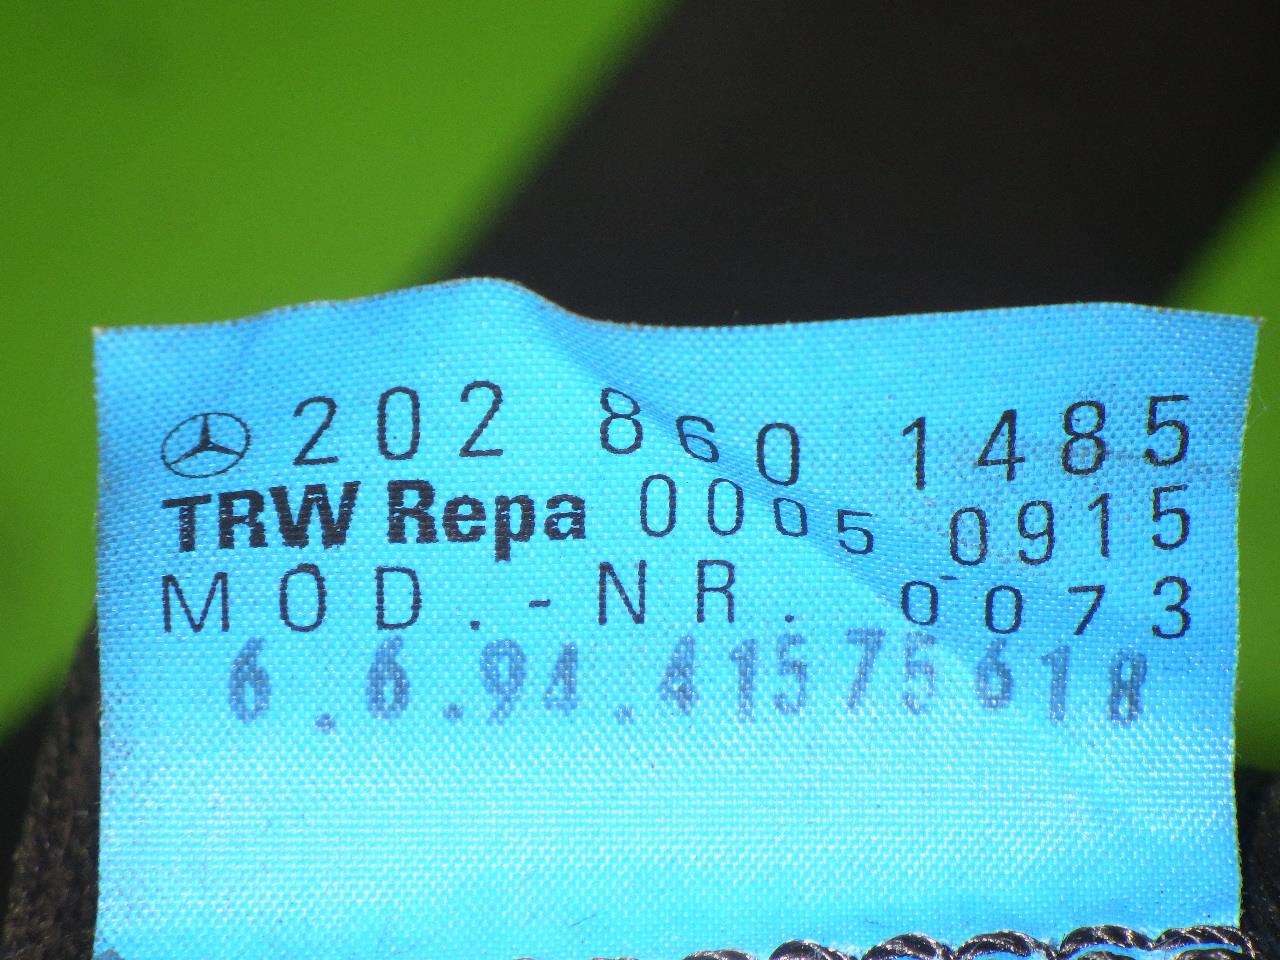 202 860 1485
TRW Repa 0005 0915
MOD.-NR. 0073
6.6.94.41575618